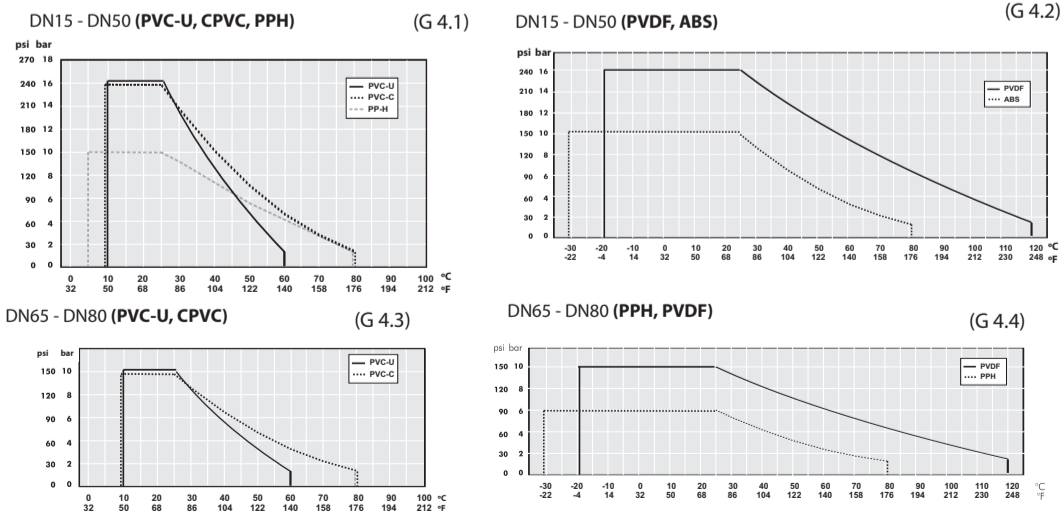 DN15 - DN50 (PVC-U, CPVC, PPH)
(G 4.1)
psi bar
270 18
240 16
210 14
180 12
150 10
120 8
90 6
60 4
30 2
0 0
PVC-U
PVC-C
PP-H
0 10 20 30 40 50 60 70 80 90 100 ºC
32 50 68 86 104 122 140 158 176 194 212 ºF
DN15 - DN50 (PVDF, ABS)
(G 4.2)
psi bar
240 16
210 14
180 12
150 10
120 8
90 6
60 4
30 2
0 0
PVDF
ABS
-30 -20 -10 0 10 20 30 40 50 60 70 80 90 100 110 120 ºC
-22 -4 14 32 50 68 86 104 122 140 158 176 194 212 230 248 ºF
DN65 - DN80 (PVC-U, CPVC)
(G 4.3)
psi bar
150 10
120 8
90 6
60 4
30 2
0 0
PVC-U
PVC-C
0 10 20 30 40 50 60 70 80 90 100 ºC
32 50 68 86 104 122 140 158 176 194 212 ºF
DN65 - DN80 (PPH, PVDF)
(G 4.4)
psi bar
150 10
120 8
90 6
60 4
30 2
0 0
PVDF
PPH
-30 -20 -10 0 10 20 30 40 50 60 70 80 90 100 110 120 °C
-22 -4 14 32 50 68 86 104 122 140 158 176 194 212 230 248 °F